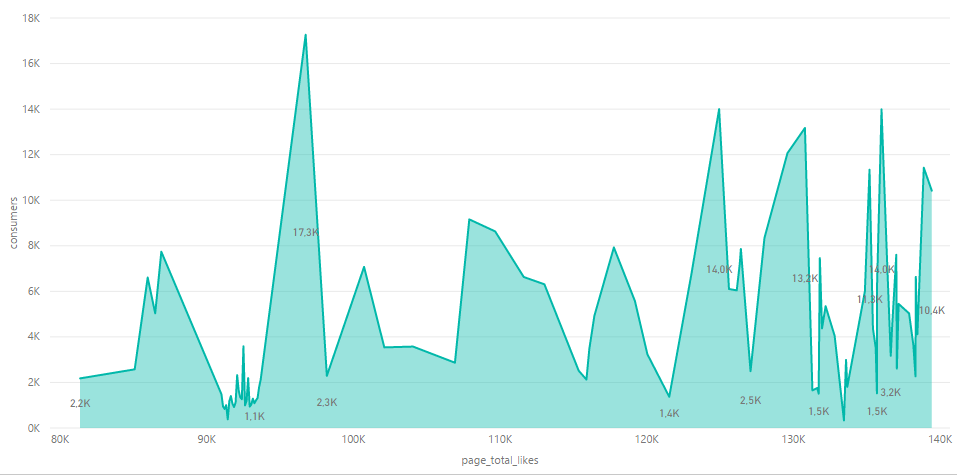 18K
16K
14K
12K
10K
8K
6K
4K
2K
0K
consumers
17,3K
14,0K
13,2K
14,0K
11,3K
10,4K
2,2K
1,1K
2,3K
1,4K
2,5K
1,5K
3,2K
1,5K
80K 90K 100K 110K 120K 130K 140K
page_total_likes